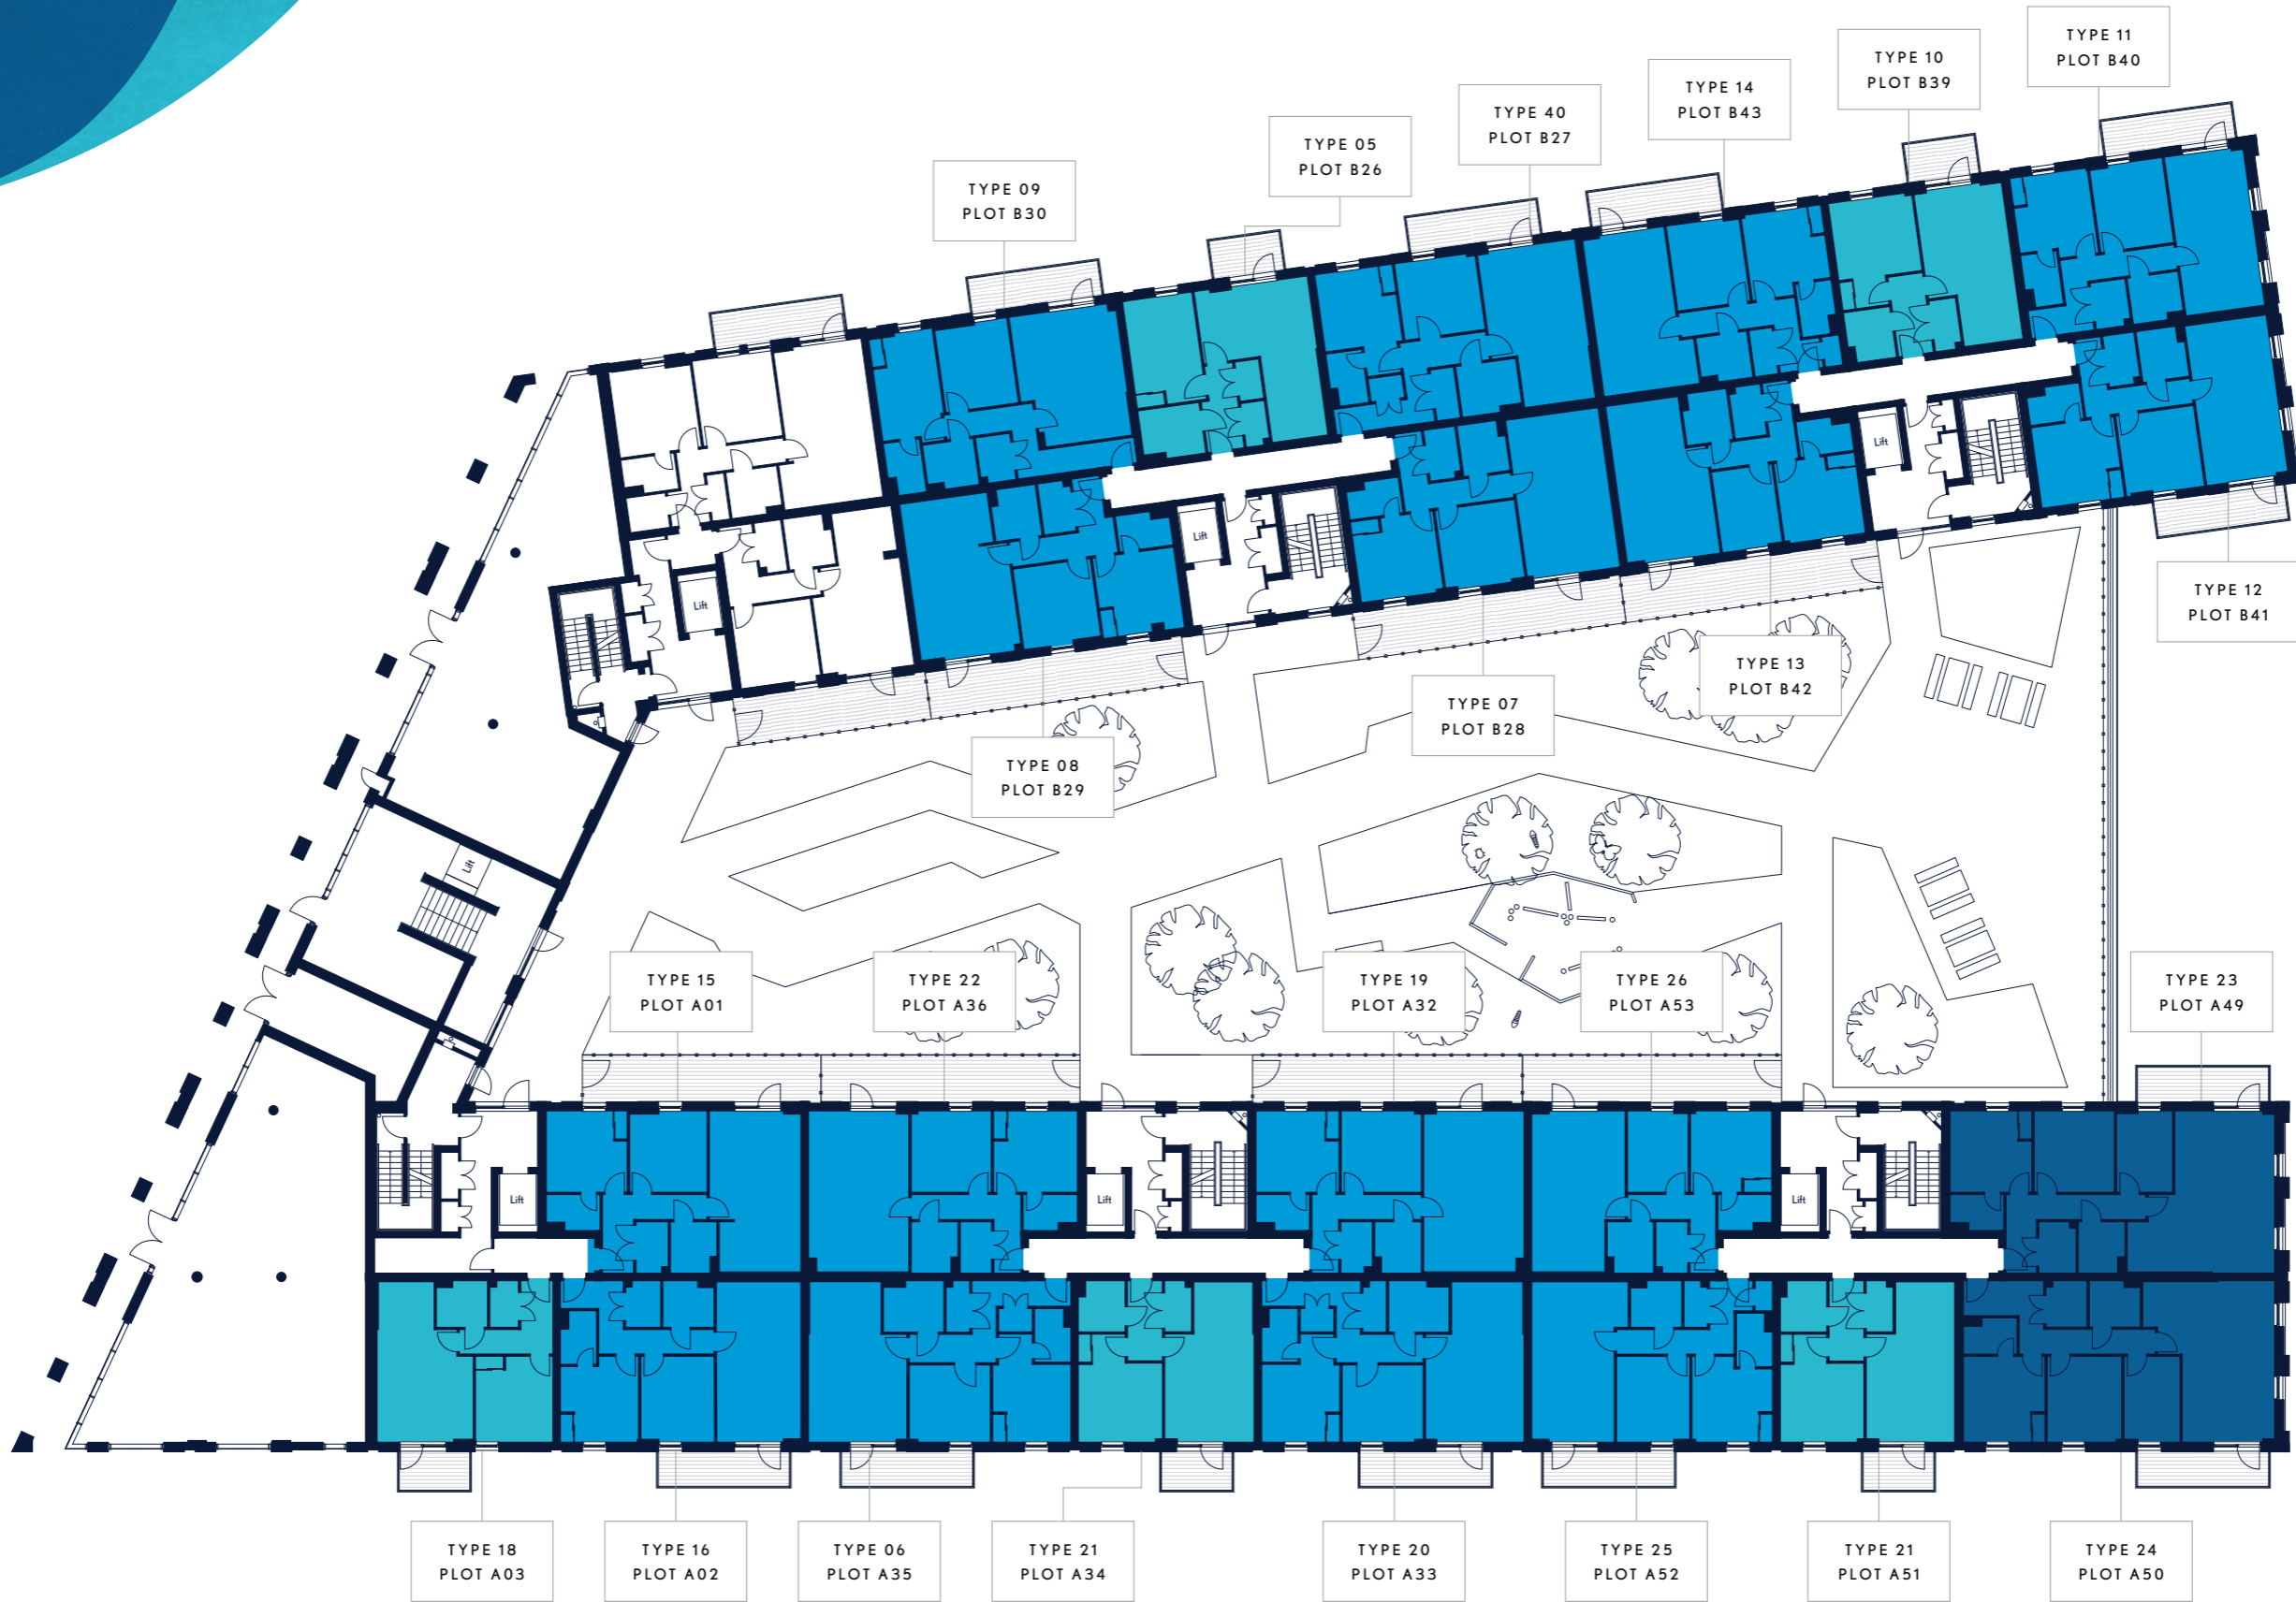 TYPE 11
PLOT B40
TYPE 10
PLOT B39
TYPE 14
PLOT B43
TYPE 40
PLOT B27
TYPE 05
PLOT B26
TYPE 09
PLOT B30
Lift
Lift
Lift
TYPE 12
PLOT B41
TYPE 13
PLOT B42
TYPE 07
PLOT B28
TYPE 08
PLOT B29
Lift
TYPE 15
PLOT A01
TYPE 22
PLOT A36
TYPE 19
PLOT A32
TYPE 26
PLOT A53
TYPE 23
PLOT A49
Lift
Lift
Lift
TYPE 18
PLOT A03
TYPE 16
PLOT A02
TYPE 06
PLOT A35
TYPE 21
PLOT A34
TYPE 20
PLOT A33
TYPE 25
PLOT A52
TYPE 21
PLOT A51
TYPE 24
PLOT A50